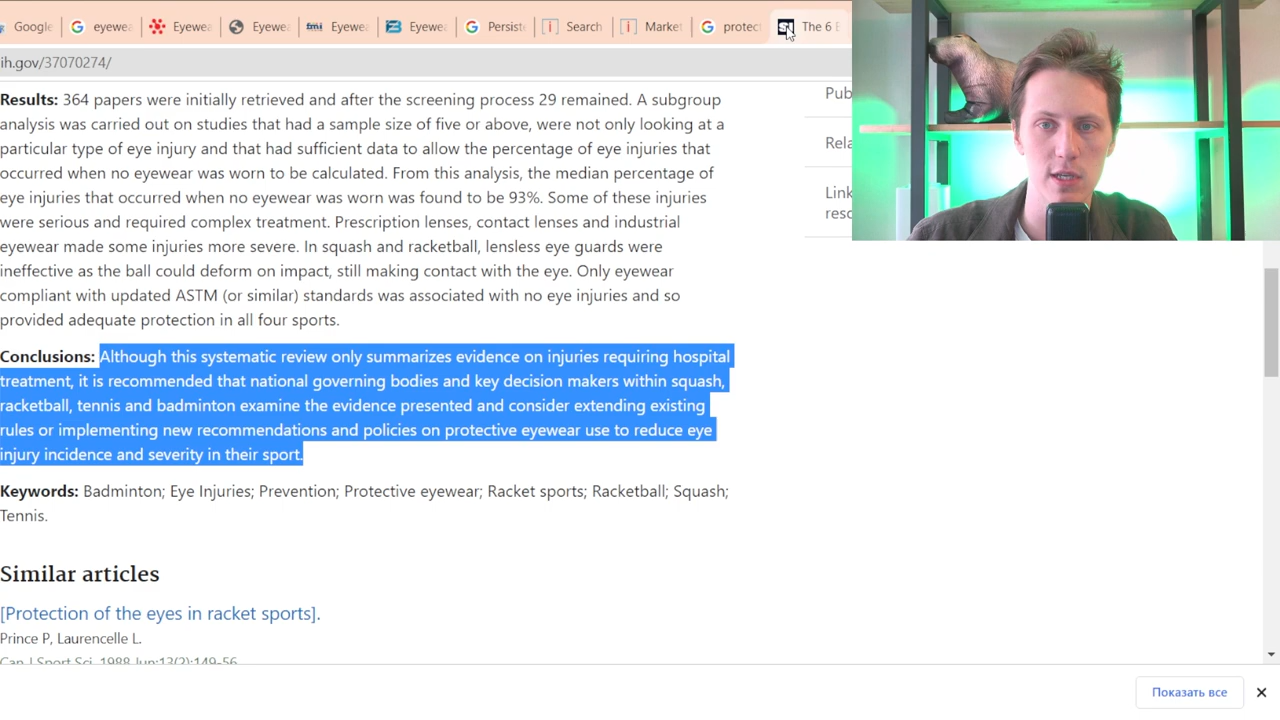 Google
eyewea
Eyewea
Eyewea
fmi Eyewea
Eyewea
Persiste
Search
Market
protect
The 6 B
ih.gov/37070274/
Results: 364 papers were initially retrieved and after the screening process 29 remained. A subgroup
analysis was carried out on studies that had a sample size of five or above, were not only looking at a
particular type of eye injury and that had sufficient data to allow the percentage of eye injuries that
occurred when no eyewear was worn to be calculated. From this analysis, the median percentage of
eye injuries that occurred when no eyewear was worn was found to be 93%. Some of these injuries
were serious and required complex treatment. Prescription lenses, contact lenses and industrial
eyewear made some injuries more severe. In squash and racketball, lensless eye guards were
ineffective as the ball could deform on impact, still making contact with the eye. Only eyewear
compliant with updated ASTM (or similar) standards was associated with no eye injuries and so
provided adequate protection in all four sports.
Conclusions: Although this systematic review only summarizes evidence on injuries requiring hospital
treatment, it is recommended that national governing bodies and key decision makers within squash,
racketball, tennis and badminton examine the evidence presented and consider extending existing
rules or implementing new recommendations and policies on protective eyewear use to reduce eye
injury incidence and severity in their sport.
Keywords: Badminton; Eye Injuries; Prevention; Protective eyewear; Racket sports; Racketball; Squash;
Tennis.
Similar articles
[Protection of the eyes in racket sports].
Prince P, Laurencelle L.
Can J Sport Sci. 1988 Jun;13(2):149-56.
Pub
Rela
Link
reso
Показать все